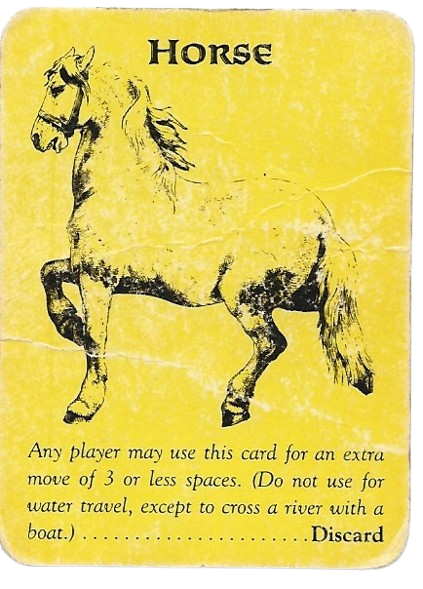 HORSE
Any player may use this card for an extra
move of 3 or less spaces. (Do not use for
water travel, except to cross a river with a
boat.) . . . . . . . . . . . . . . . . . . . . . . Discard